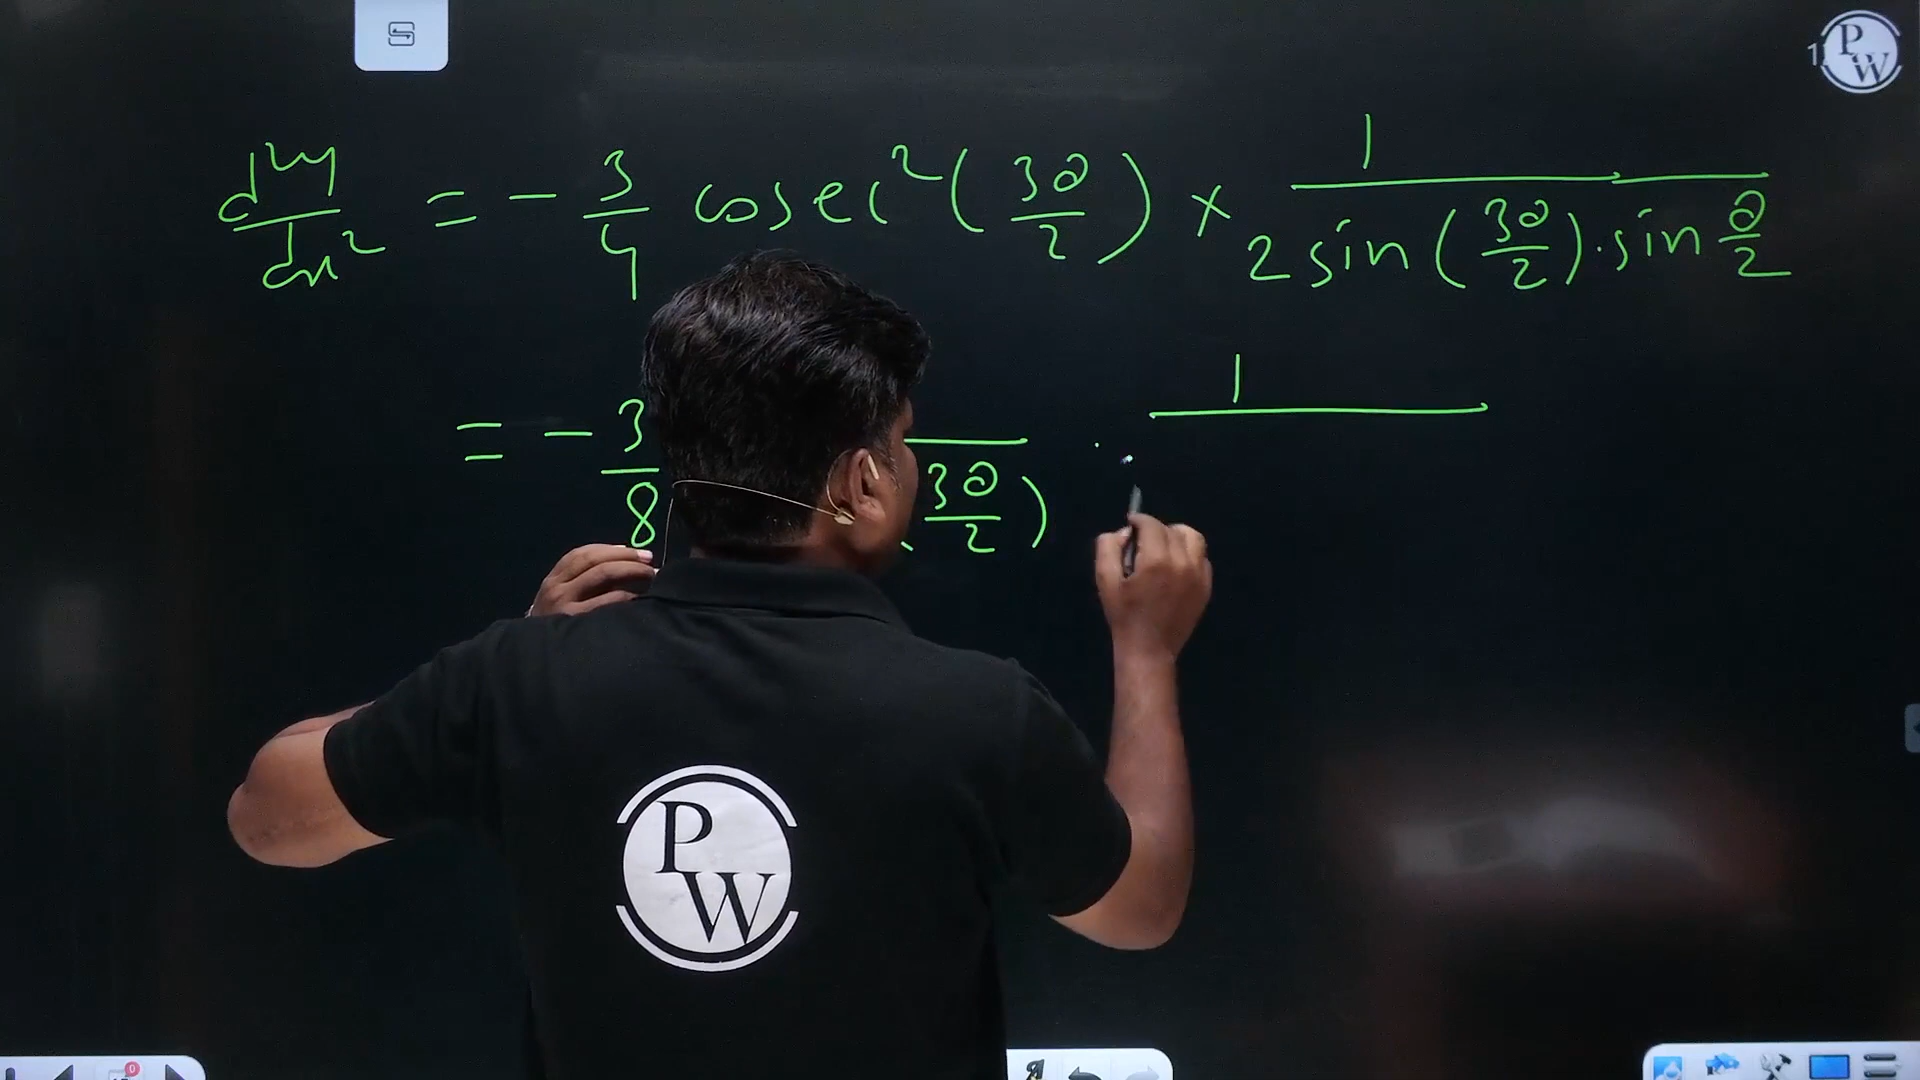 PW
d²y/dx² = - 3/4 cosec²(3θ/2) × 1/(2 sin(3θ/2)·sin θ/2)
= - 3/8 (3θ/2) · 1
PW